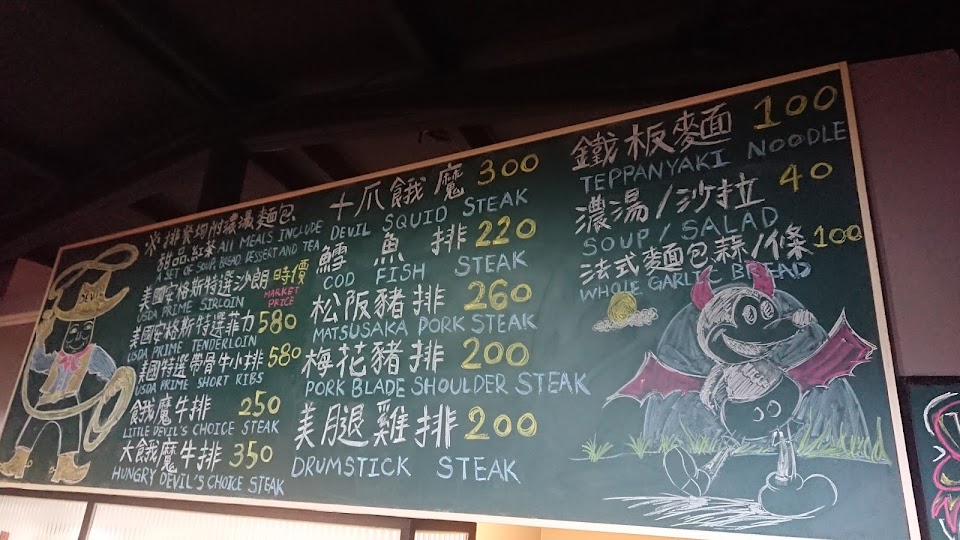 ※排餐均附濃湯麵包
甜品.紅茶 All MEALS INCLUDE
A SET OF SOUP, BREAD DESSERT AND TEA
美國安格斯特選沙朗 時價
USDA PRIME SIRCOIN MARKET PRICE
美國安格斯特選菲力 580
USDA PRIME TENDERLOIN
美國特選帶骨牛小排 580
USDA PRIME SHORT RIBS
餓魔牛排 250
LITTLE DEVIL'S CHOICE STEAK
大餓魔牛排 350
HUNGRY DEVIL'S CHOICE STEAK
十爪餓魔 300
DEVIL SQUID STEAK
鱈魚排 220
COD FISH STEAK
松阪豬排 260
MATSUSAKA PORK STEAK
梅花豬排 200
PORK BLADE SHOULDER STEAK
美腿雞排 200
DRUMSTICK STEAK
鐵板麵 100
TEPPANYAKI NOODLE
濃湯/沙拉 40
SOUP/SALAD
法式麵包蒜/條 100
WHOLE GARLIC BREAD
DEVIL